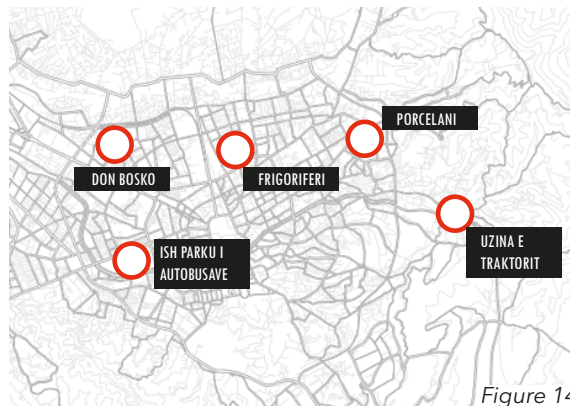 PORCELANI
DON BOSKO
FRIGORIFERI
UZINA E
TRAKTORIT
ISH PARKU I
AUTOBUSAVE
Figure 14